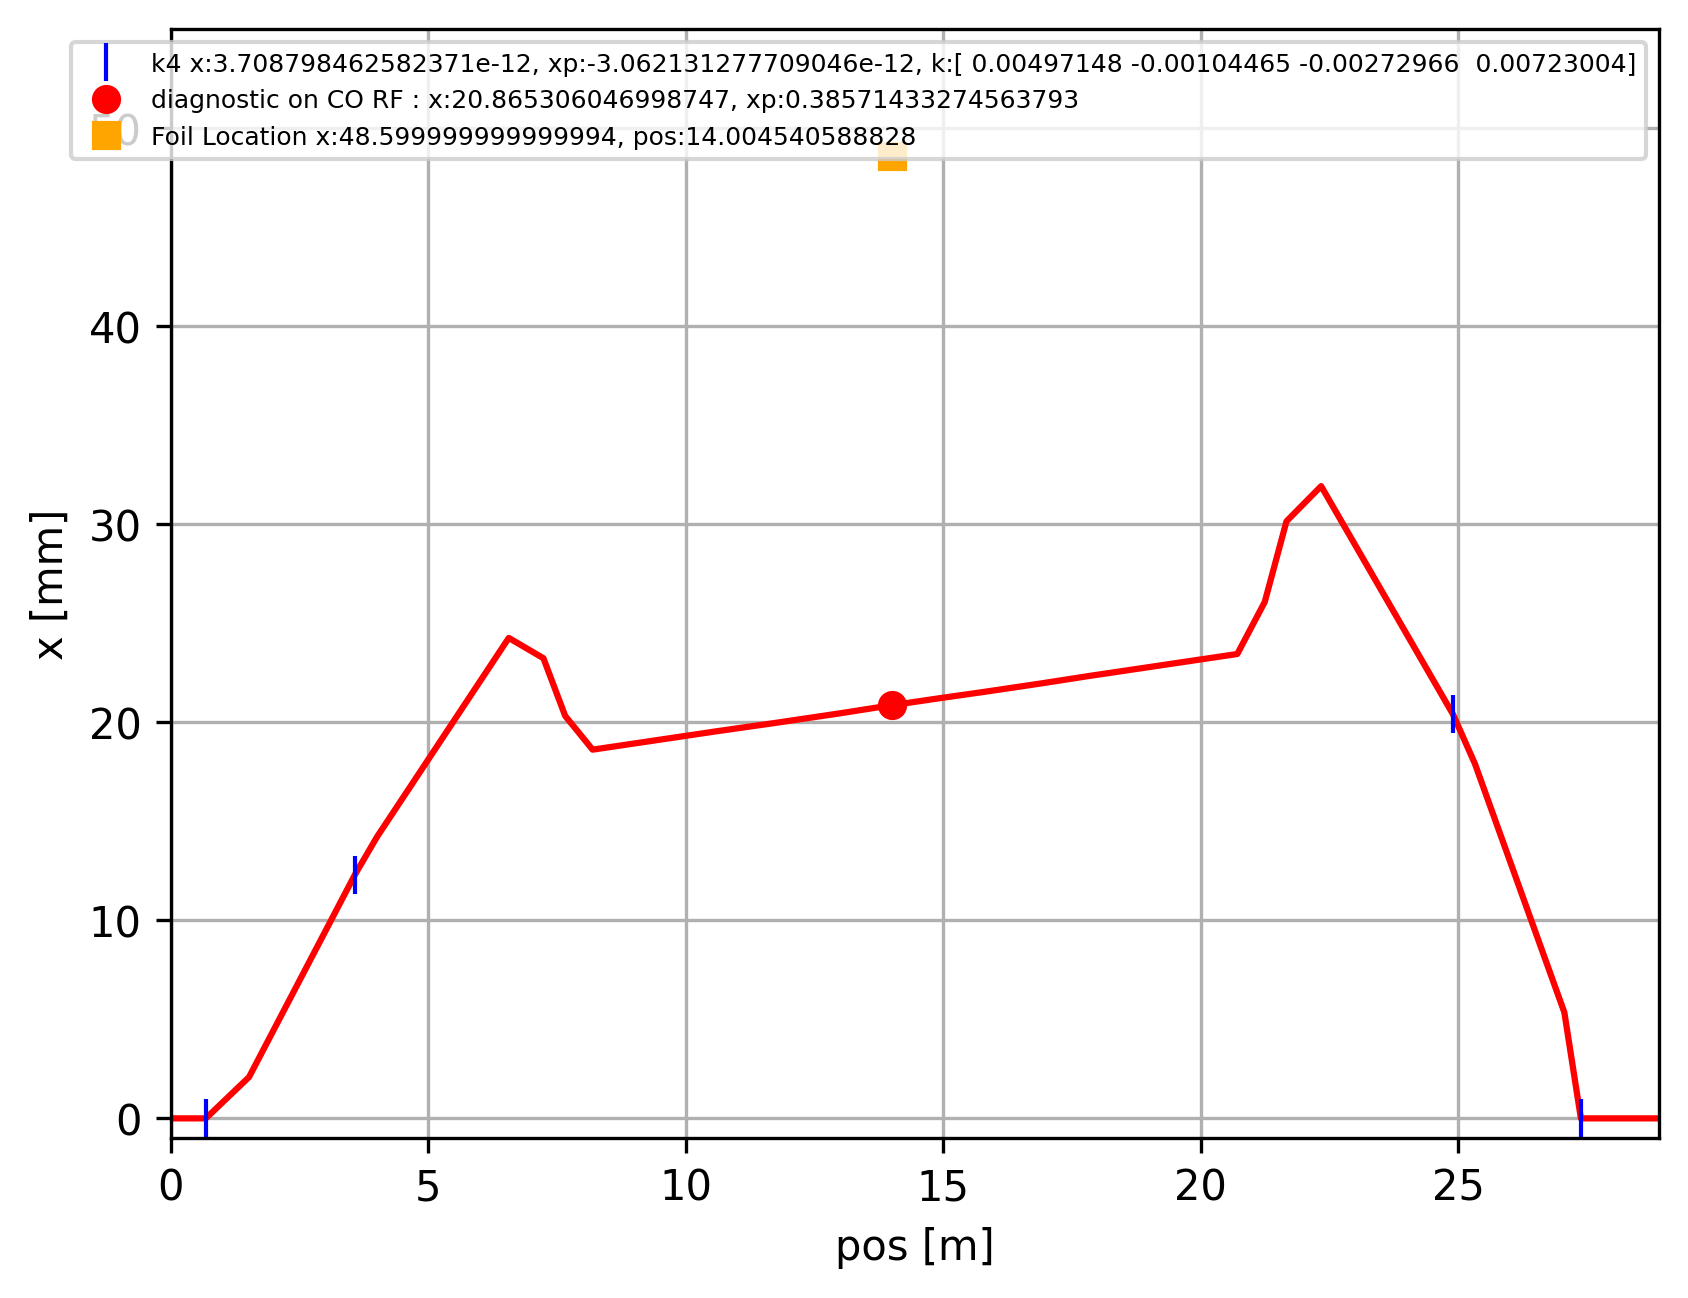 k4 x:3.708798462582371e-12, xp:-3.062131277709046e-12, k:[ 0.00497148 -0.00104465 -0.00272966  0.00723004]
diagnostic on CO RF : x:20.865306046998747, xp:0.38571433274563793
50
Foil Location x:48.599999999999994, pos:14.004540588828
40
30
20
10
0
x [mm]
0 5 10 15 20 25
pos [m]